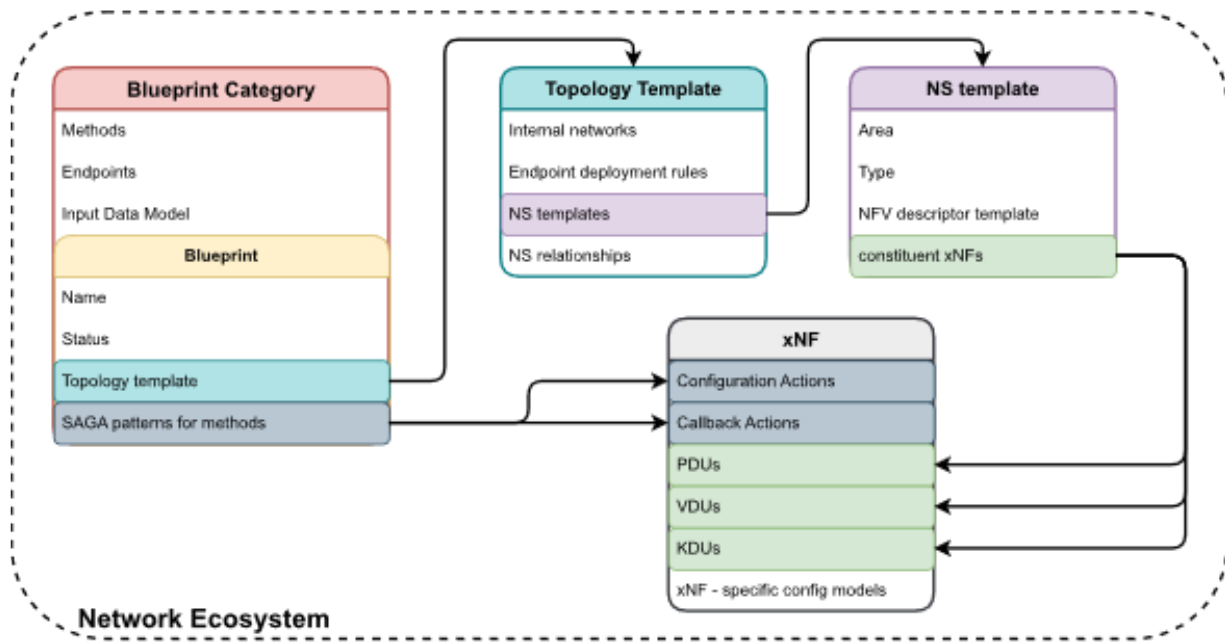 Blueprint Category
Methods
Endpoints
Input Data Model
Blueprint
Name
Status
Topology template
SAGA patterns for methods
Topology Template
Internal networks
Endpoint deployment rules
NS templates
NS relationships
NS template
Area
Type
NFV descriptor template
constituent xNFs
xNF
Configuration Actions
Callback Actions
PDUs
VDUs
KDUs
xNF - specific config models
Network Ecosystem